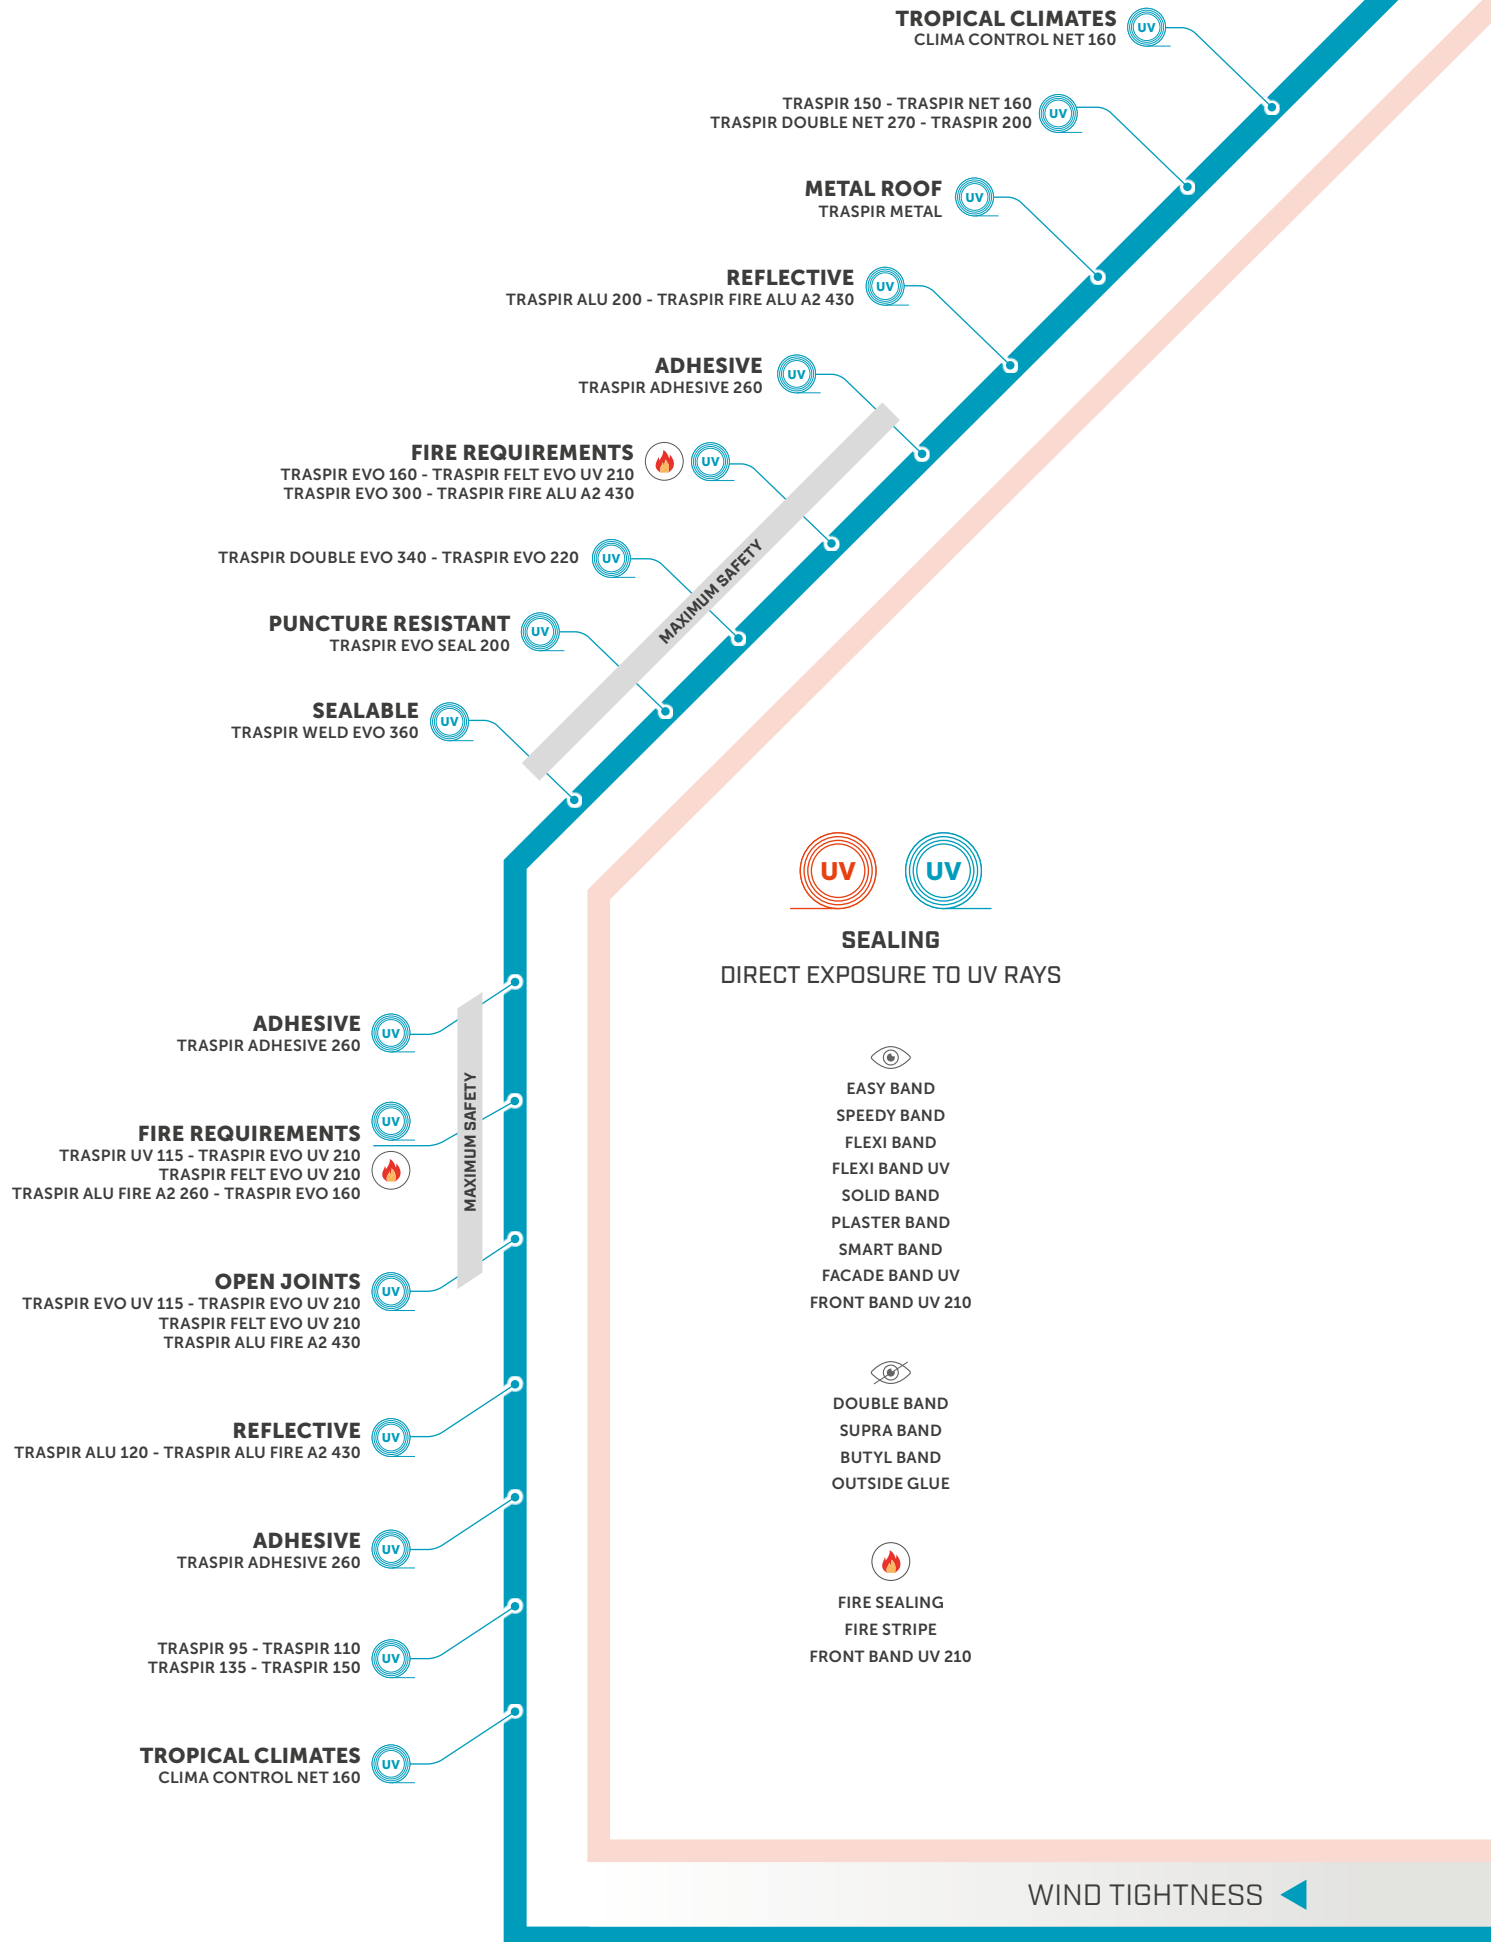 TROPICAL CLIMATES
CLIMA CONTROL NET 160
UV
TRASPIR 150 - TRASPIR NET 160
TRASPIR DOUBLE NET 270 - TRASPIR 200
UV
METAL ROOF
TRASPIR METAL
UV
REFLECTIVE
TRASPIR ALU 200 - TRASPIR FIRE ALU A2 430
UV
ADHESIVE
TRASPIR ADHESIVE 260
UV
FIRE REQUIREMENTS
TRASPIR EVO 160 - TRASPIR FELT EVO UV 210
TRASPIR EVO 300 - TRASPIR FIRE ALU A2 430
UV
TRASPIR DOUBLE EVO 340 - TRASPIR EVO 220
UV
MAXIMUM SAFETY
PUNCTURE RESISTANT
TRASPIR EVO SEAL 200
UV
SEALABLE
TRASPIR WELD EVO 360
UV
ADHESIVE
TRASPIR ADHESIVE 260
UV
FIRE REQUIREMENTS
TRASPIR UV 115 - TRASPIR EVO UV 210
TRASPIR FELT EVO UV 210
TRASPIR ALU FIRE A2 260 - TRASPIR EVO 160
UV
MAXIMUM SAFETY
OPEN JOINTS
TRASPIR EVO UV 115 - TRASPIR EVO UV 210
TRASPIR FELT EVO UV 210
TRASPIR ALU FIRE A2 430
UV
REFLECTIVE
TRASPIR ALU 120 - TRASPIR ALU FIRE A2 430
UV
ADHESIVE
TRASPIR ADHESIVE 260
UV
TRASPIR 95 - TRASPIR 110
TRASPIR 135 - TRASPIR 150
UV
TROPICAL CLIMATES
CLIMA CONTROL NET 160
UV
UV
UV
SEALING
DIRECT EXPOSURE TO UV RAYS
EASY BAND
SPEEDY BAND
FLEXI BAND
FLEXI BAND UV
SOLID BAND
PLASTER BAND
SMART BAND
FACADE BAND UV
FRONT BAND UV 210
DOUBLE BAND
SUPRA BAND
BUTYL BAND
OUTSIDE GLUE
FIRE SEALING
FIRE STRIPE
FRONT BAND UV 210
WIND TIGHTNESS